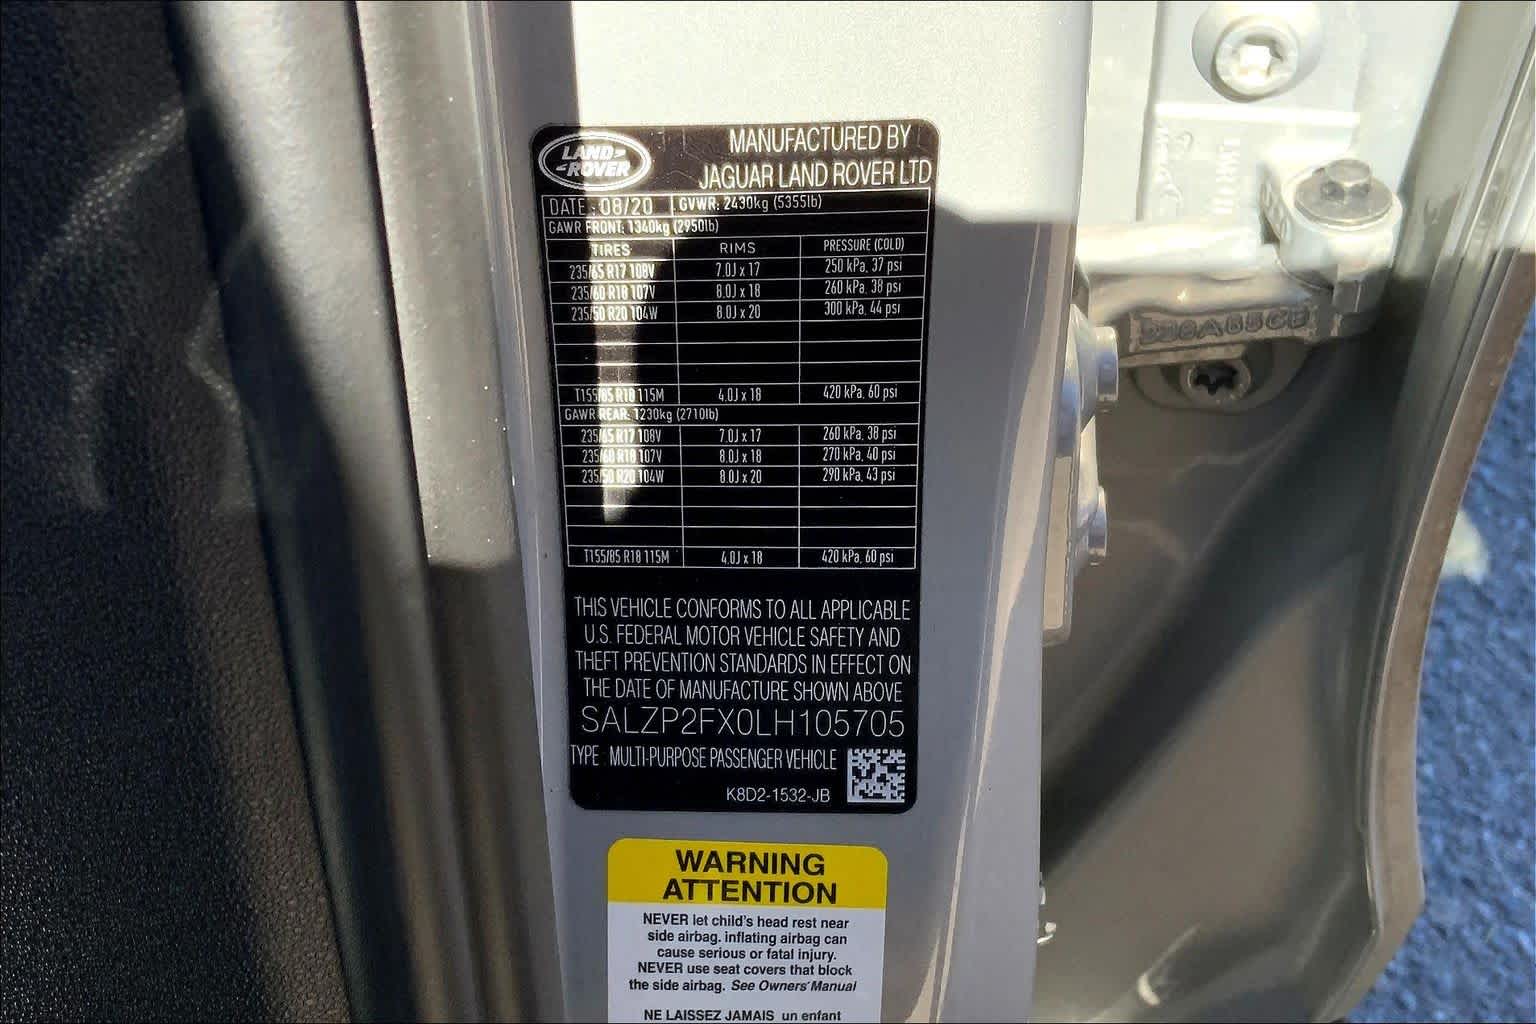 LAND ROVER
MANUFACTURED BY
JAGUAR LAND ROVER LTD
DATE : 08/20 GVWR: 2430kg (5355lb)
GAWR FRONT: 1340kg (2950lb)
TIRES RIMS PRESSURE (COLD)
235/65 R17 108V 7.0J x 17 250 kPa, 37 psi
235/60 R18 107V 8.0J x 18 260 kPa, 38 psi
235/50 R20 104W 8.0J x 20 300 kPa, 44 psi
T155/85 R18 115M 4.0J x 18 420 kPa, 60 psi
GAWR REAR: 1230kg (2710lb)
235/65 R17 108V 7.0J x 17 260 kPa, 38 psi
235/60 R18 107V 8.0J x 18 270 kPa, 40 psi
235/50 R20 104W 8.0J x 20 290 kPa, 43 psi
T155/85 R18 115M 4.0J x 18 420 kPa, 60 psi
THIS VEHICLE CONFORMS TO ALL APPLICABLE
U.S. FEDERAL MOTOR VEHICLE SAFETY AND
THEFT PREVENTION STANDARDS IN EFFECT ON
THE DATE OF MANUFACTURE SHOWN ABOVE
SALZP2FX0LH105705
TYPE : MULTI-PURPOSE PASSENGER VEHICLE
K8D2-1532-JB
WARNING
ATTENTION
NEVER let child's head rest near
side airbag. inflating airbag can
cause serious or fatal injury.
NEVER use seat covers that block
the side airbag. See Owners' Manual
NE LAISSEZ JAMAIS un enfant